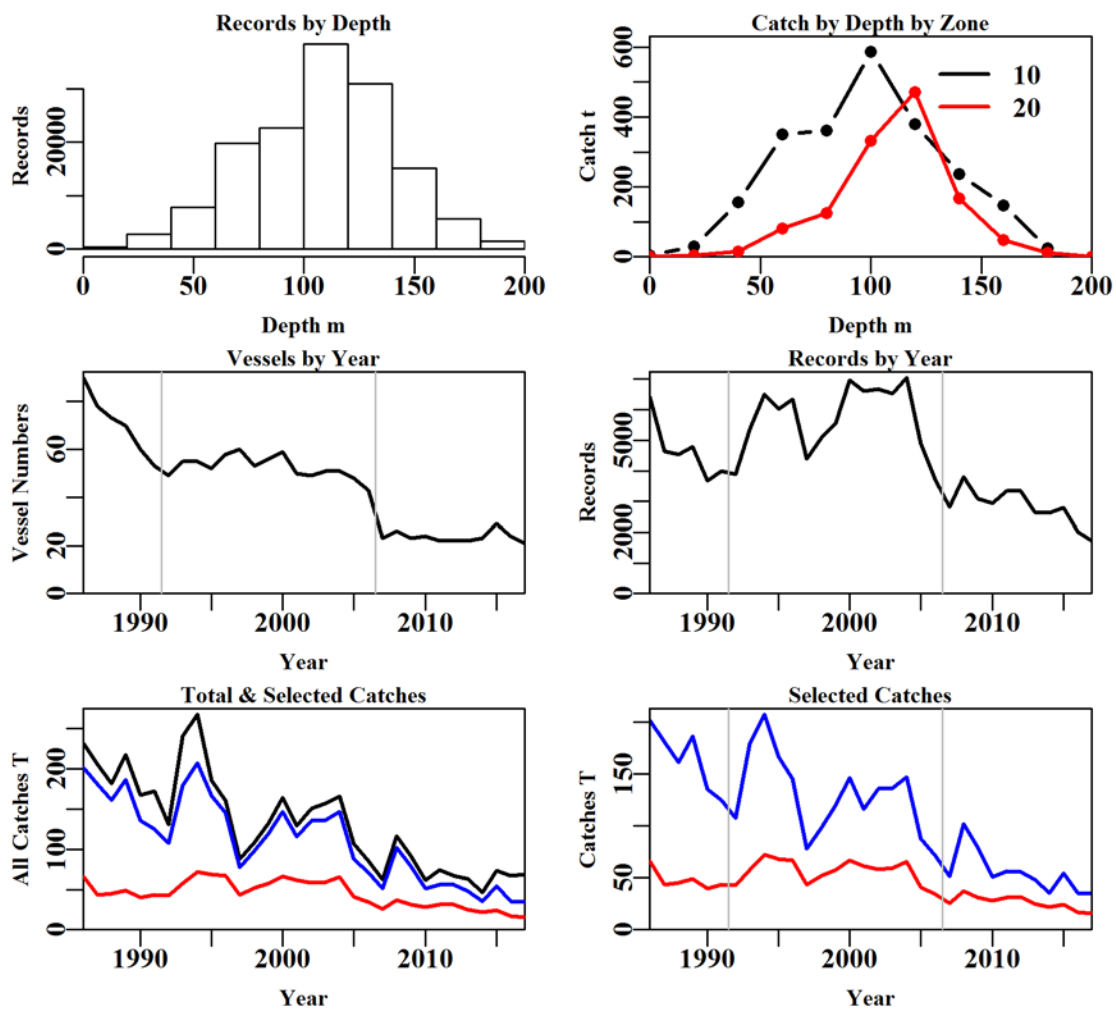 Records by Depth
Records
0
20000
0
50
100
150
200
Depth m
Catch by Depth by Zone
Catch t
0
200
400
600
10
20
0
50
100
150
200
Depth m
Vessels by Year
Vessel Numbers
0
20
60
1990
2000
2010
Year
Records by Year
Records
0
2000
5000
1990
2000
2010
Year
Total & Selected Catches
All Catches T
0
100
200
1990
2000
2010
Year
Selected Catches
Catches T
0
50
150
1990
2000
2010
Year